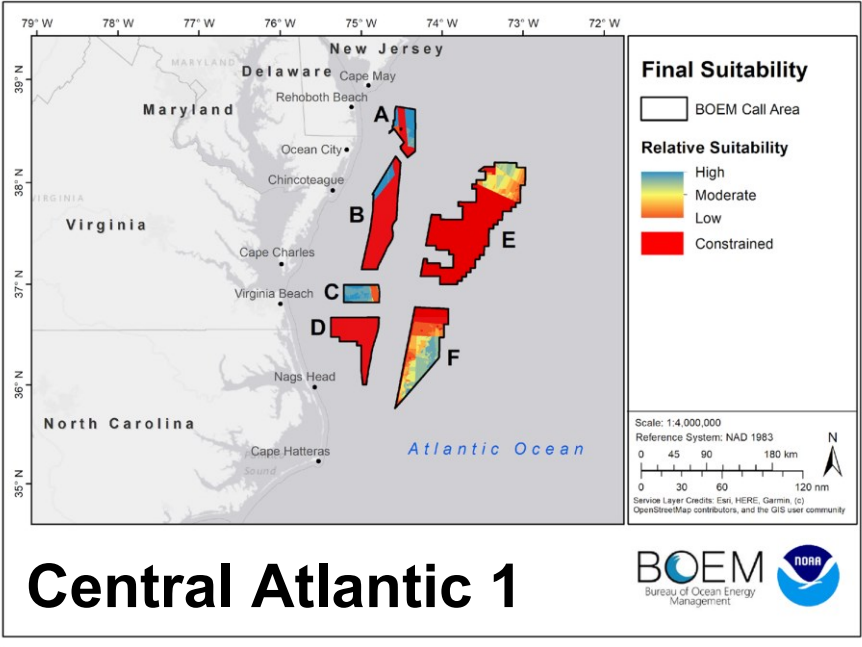 79° W 78° W 77° W 76° W 75° W 74° W 73° W 72° W
39° N
38° N
37° N
36° N
35° N
New Jersey
MARYLAND
Delaware
Cape May
Rehoboth Beach
Maryland
A
Ocean City
Chincoteague
VIRGINIA
Virginia
B
E
Cape Charles
Virginia Beach
C
D
F
Nags Head
North Carolina
Cape Hatteras
Sound
Atlantic Ocean
Final Suitability
BOEM Call Area
Relative Suitability
High
Moderate
Low
Constrained
Scale: 1:4,000,000
Reference System: NAD 1983
N
0 45 90 180 km
0 30 60 120 nm
Service Layer Credits: Esri, HERE, Garmin, (c)
OpenStreetMap contributors, and the GIS user community
Central Atlantic 1
BOEM
Bureau of Ocean Energy
Management
NOAA